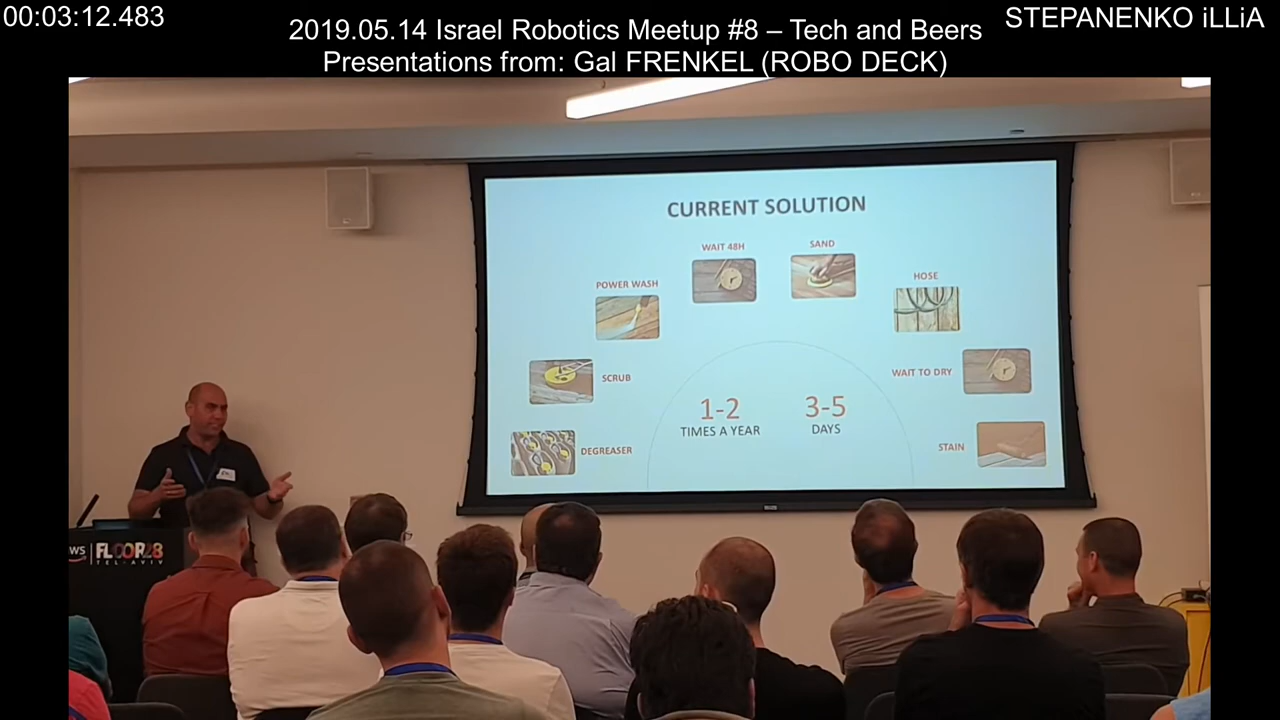 00:03:12.483
2019.05.14 Israel Robotics Meetup #8 – Tech and Beers
STEPANENKO iLLiA
Presentations from: Gal FRENKEL (ROBO DECK)
CURRENT SOLUTION
WAIT 48H
SAND
POWER WASH
HOSE
SCRUB
WAIT TO DRY
1-2
TIMES A YEAR
3-5
DAYS
DEGREASER
STAIN
WS
FLOOR28
TEL-AVIV